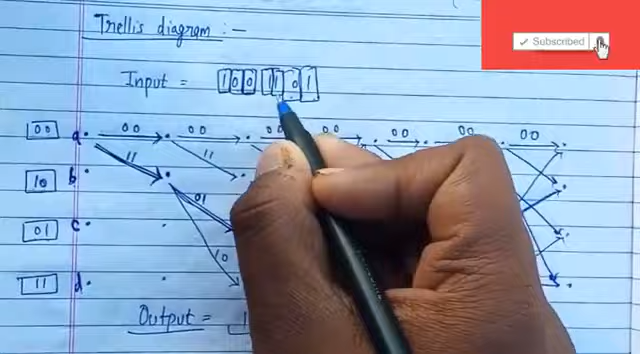 Trellis diagram :-
✓ Subscribed
Input = 1 0 0 1 1 0 1
00 a 00 00 00 00 00 00 00
11 11
10 b
01
01 c
10
11 d
Output = 1